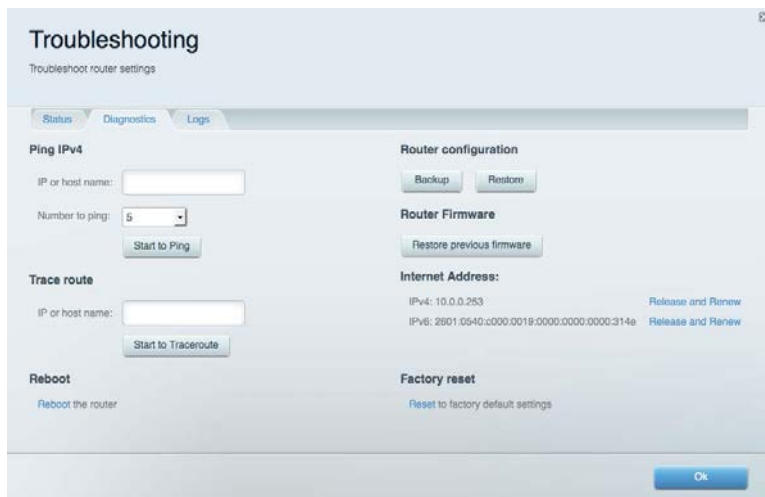 Troubleshooting
Troubleshoot router settings
Status Diagnostics Logs
Ping IPv4
IP or host name:
Number to ping: 5
Start to Ping
Trace route
IP or host name:
Start to Traceroute
Reboot
Reboot the router
Router configuration
Backup Restore
Router Firmware
Restore previous firmware
Internet Address:
IPv4: 10.0.0.253 Release and Renew
IPv6: 2601:0540:c000:0019:0000:0000:0000:314e Release and Renew
Factory reset
Reset to factory default settings
Ok